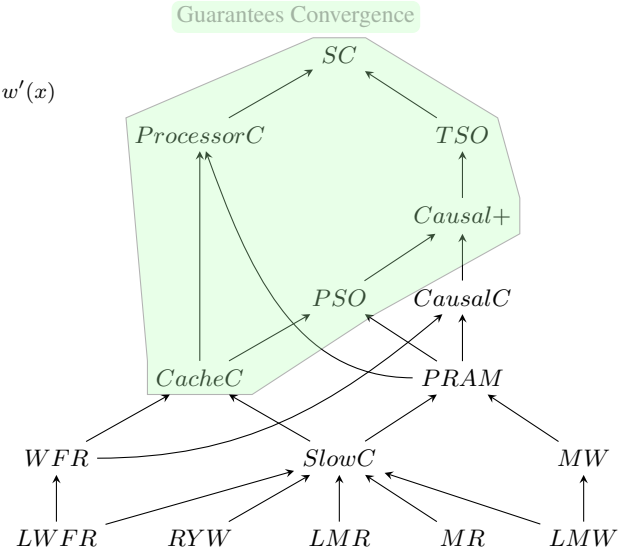 Guarantees Convergence
SC
w′(x)
ProcessorC TSO
Causal+
PSO CausalC
CacheC PRAM
WFR SlowC MW
LWFR RYW LMR MR LMW